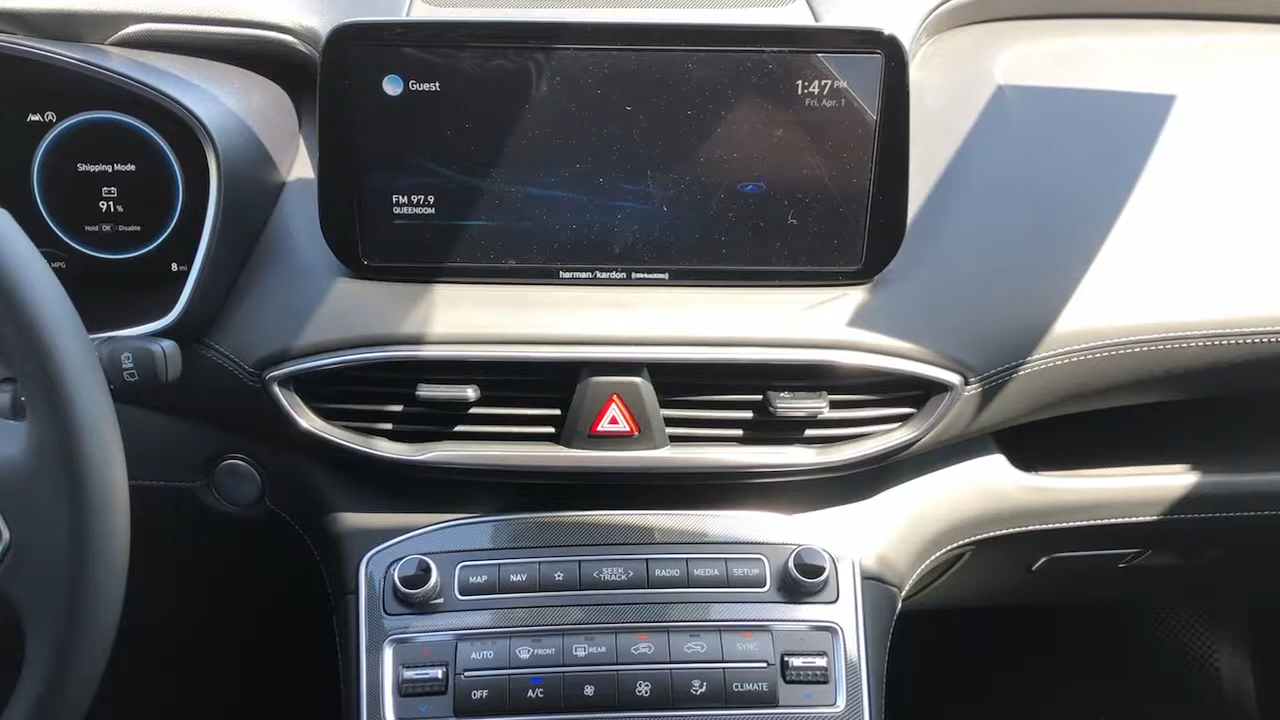 Guest
1:47 PM
Fri, Apr. 1
FM 97.9
QUEENDOM
harman/kardon
Shipping Mode
91%
Hold OK : Disable
MPG
8 mi
MAP
NAV
SEEK
TRACK
RADIO
MEDIA
SETUP
AUTO
FRONT
REAR
SYNC
OFF
A/C
CLIMATE